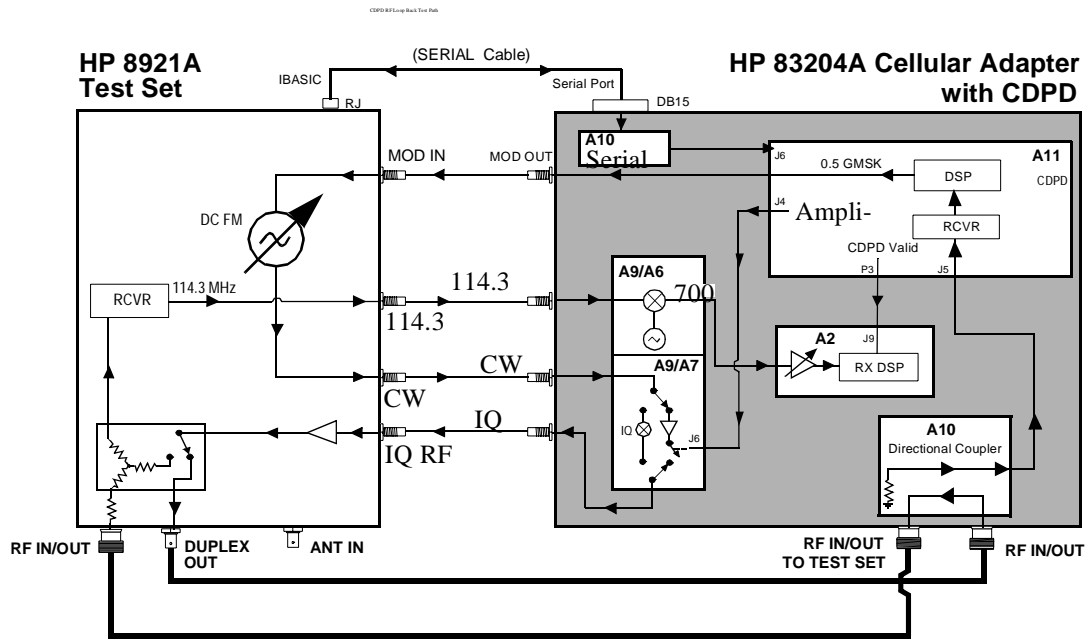 CDPD RF Loop Back Test Path
HP 8921A
Test Set
(SERIAL Cable)
HP 83204A Cellular Adapter
with CDPD
IBASIC
RJ
Serial Port
DB15
A10
Serial
MOD IN
MOD OUT
J6
A11
CDPD
0.5 GMSK
DSP
RCVR
J4
Ampli-
CDPD Valid
P3
J5
DC FM
RCVR
114.3 MHz
114.3
114.3
A9/A6
700
A2
J9
RX DSP
A9/A7
CW
CW
IQ
IQ RF
IQ
J6
A10
Directional Coupler
RF IN/OUT
DUPLEX
OUT
ANT IN
RF IN/OUT
TO TEST SET
RF IN/OUT